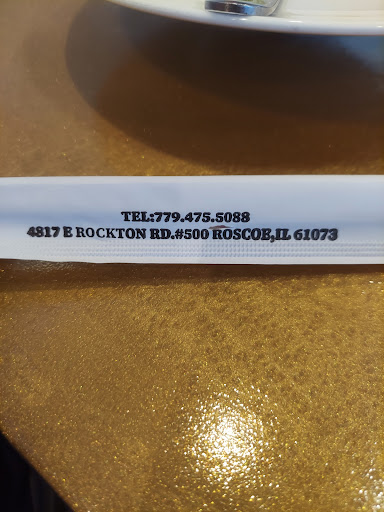 TEL:779.475.5088
4817 E ROCKTON RD.#500 ROSCOE,IL 61073